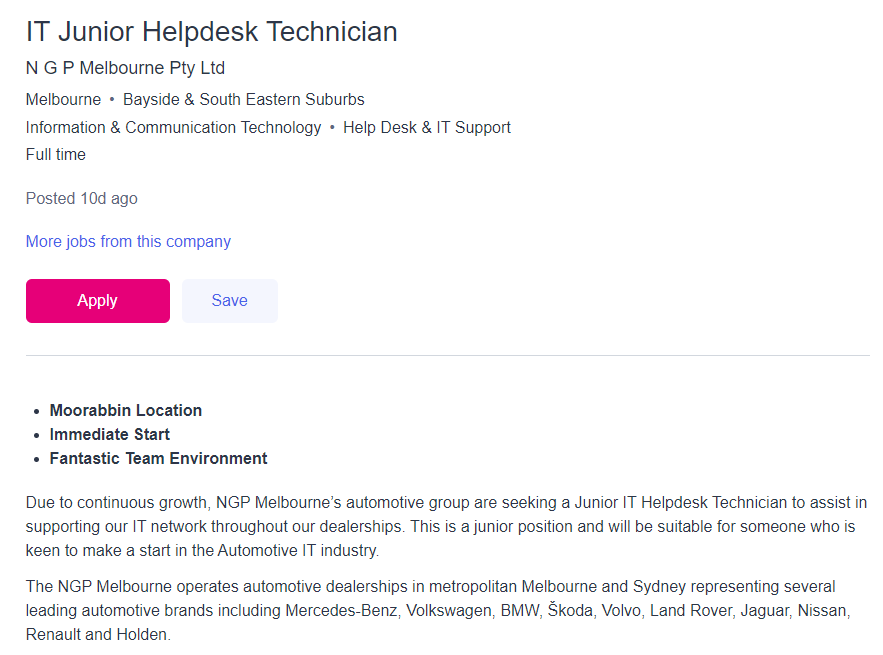 IT Junior Helpdesk Technician
N G P Melbourne Pty Ltd
Melbourne • Bayside & South Eastern Suburbs
Information & Communication Technology • Help Desk & IT Support
Full time
Posted 10d ago
More jobs from this company
Apply
Save
• Moorabbin Location
• Immediate Start
• Fantastic Team Environment
Due to continuous growth, NGP Melbourne’s automotive group are seeking a Junior IT Helpdesk Technician to assist in
supporting our IT network throughout our dealerships. This is a junior position and will be suitable for someone who is
keen to make a start in the Automotive IT industry.
The NGP Melbourne operates automotive dealerships in metropolitan Melbourne and Sydney representing several
leading automotive brands including Mercedes-Benz, Volkswagen, BMW, Škoda, Volvo, Land Rover, Jaguar, Nissan,
Renault and Holden.